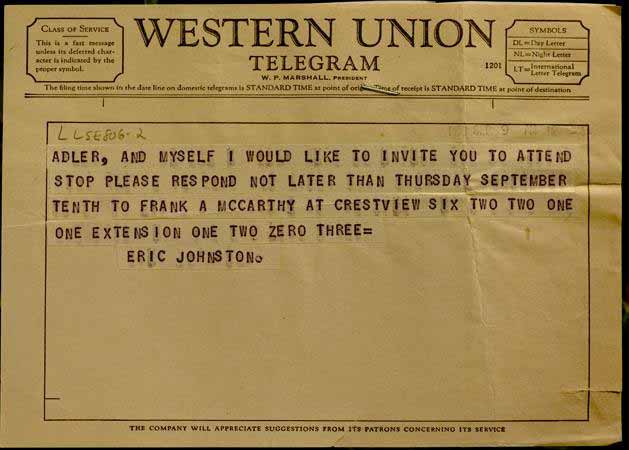 CLASS OF SERVICE
This is a fast message
unless its deferred char-
acter is indicated by the
proper symbol.
WESTERN UNION
TELEGRAM
W. P. MARSHALL, PRESIDENT
1201
SYMBOLS
DL=Day Letter
NL=Night Letter
LT=International
Letter Telegram
The filing time shown in the date line on domestic telegrams is STANDARD TIME at point of origin. Time of receipt is STANDARD TIME at point of destination
LLSE806-2
ADLER, AND MYSELF I WOULD LIKE TO INVITE YOU TO ATTEND
STOP PLEASE RESPOND NOT LATER THAN THURSDAY SEPTEMBER
TENTH TO FRANK A MCCARTHY AT CRESTVIEW SIX TWO TWO ONE
ONE EXTENSION ONE TWO ZERO THREE=
ERIC JOHNSTON.
THE COMPANY WILL APPRECIATE SUGGESTIONS FROM ITS PATRONS CONCERNING ITS SERVICE